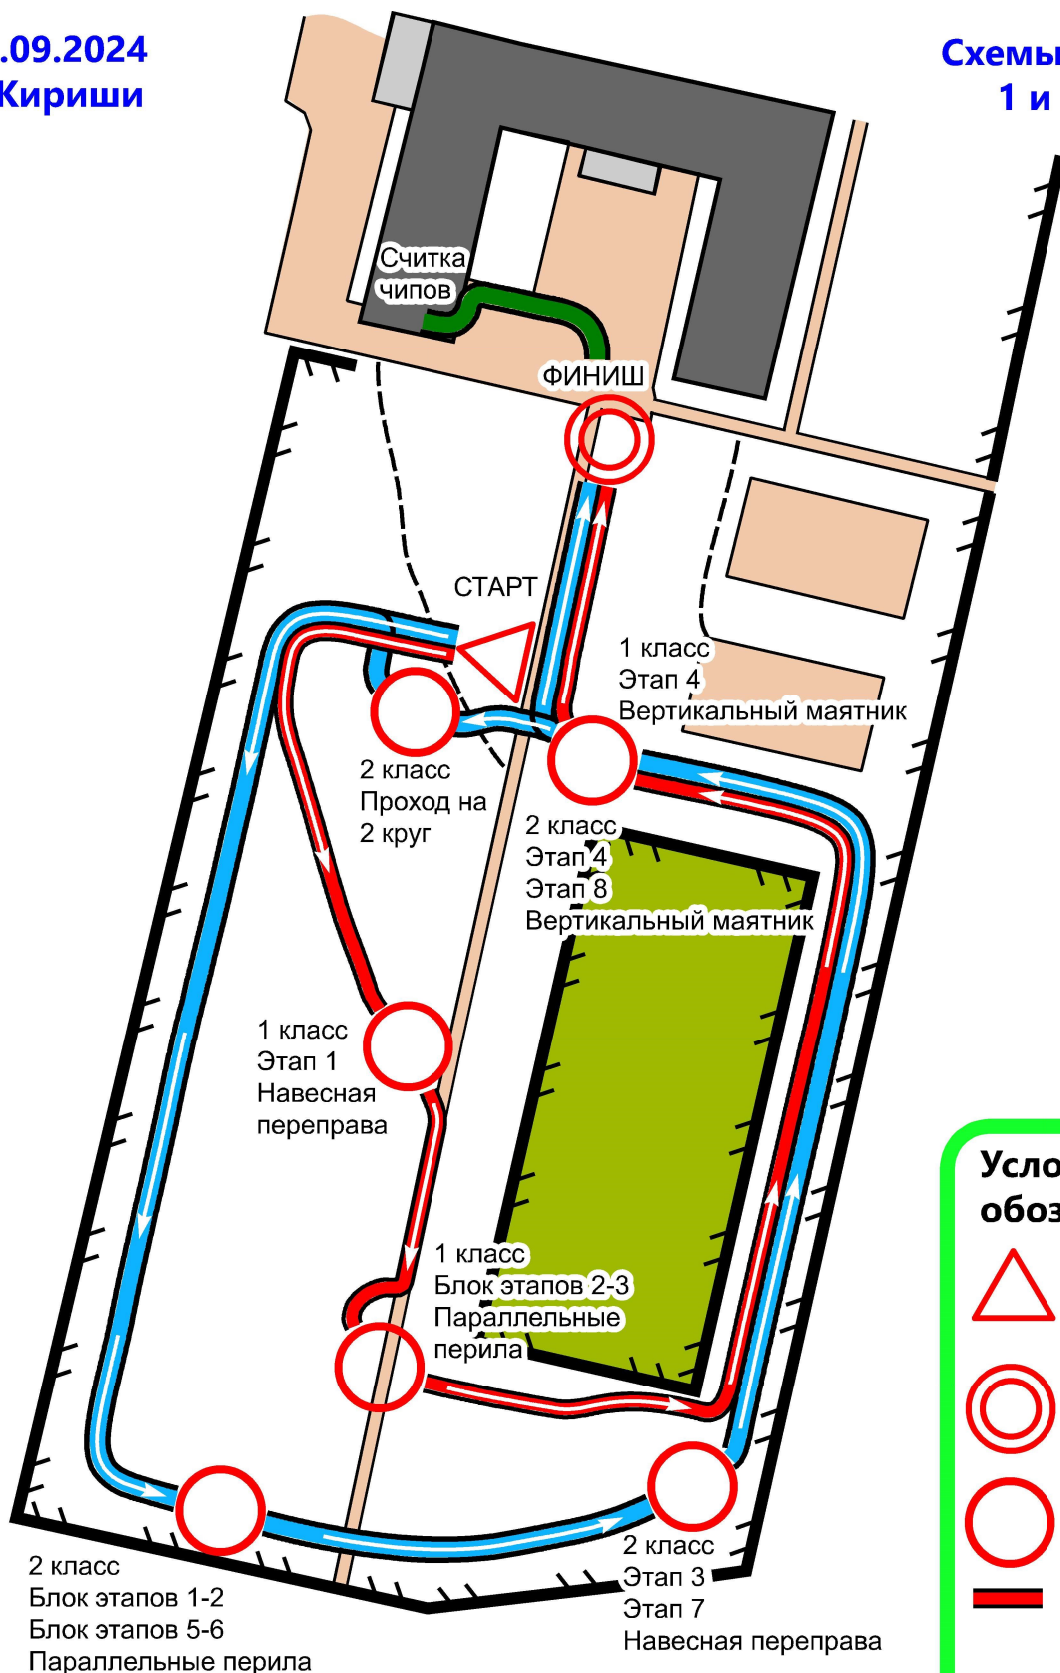 .09.2024
Кириши
Схемы
1 и
Считка
чипов
ФИНИШ
СТАРТ
1 класс
Этап 4
Вертикальный маятник
2 класс
Проход на
2 круг
2 класс
Этап 4
Этап 8
Вертикальный маятник
1 класс
Этап 1
Навесная
переправа
1 класс
Блок этапов 2-3
Параллельные
перила
Усло
обоз
2 класс
Этап 3
Этап 7
Навесная переправа
2 класс
Блок этапов 1-2
Блок этапов 5-6
Параллельные перила